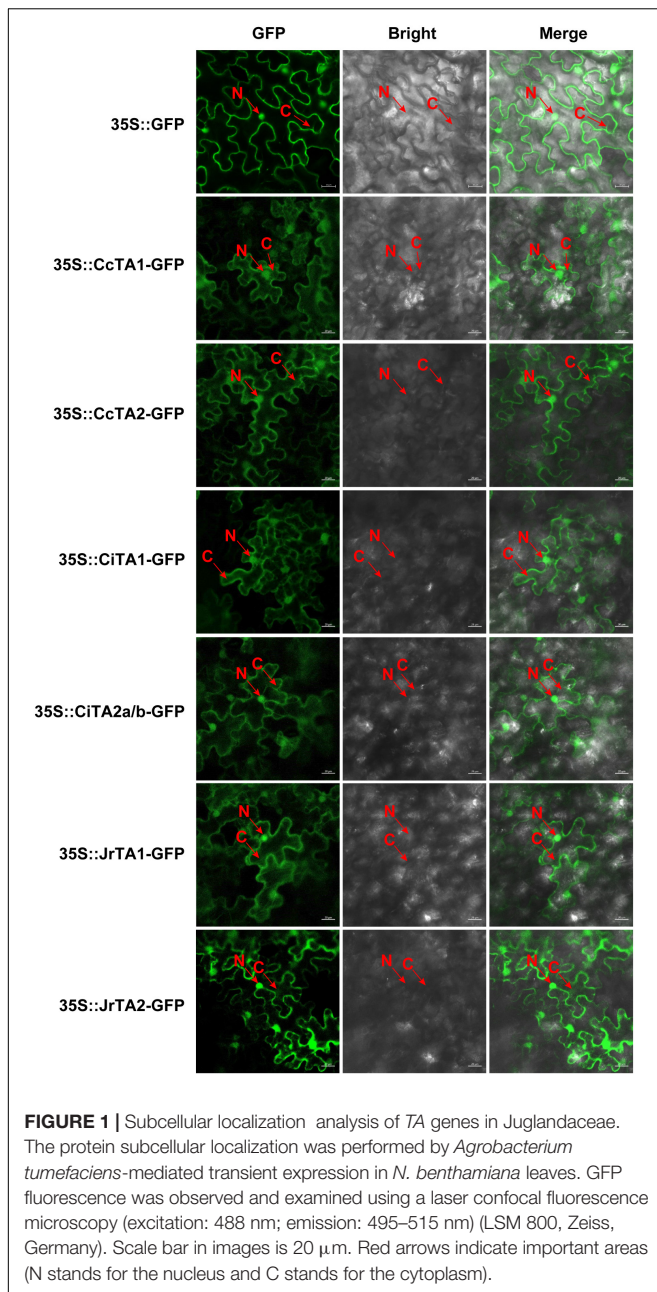 GFP Bright Merge
35S::GFP
N C N C N C
35S::CcTA1-GFP
N C N C N C
35S::CcTA2-GFP
N C N C N C
35S::CiTA1-GFP
N C N C N C
35S::CiTA2a/b-GFP
N C N C N C
35S::JrTA1-GFP
N C N C N C
35S::JrTA2-GFP
N C N C N C
FIGURE 1 | Subcellular localization analysis of TA genes in Juglandaceae.
The protein subcellular localization was performed by Agrobacterium
tumefaciens-mediated transient expression in N. benthamiana leaves. GFP
fluorescence was observed and examined using a laser confocal fluorescence
microscopy (excitation: 488 nm; emission: 495–515 nm) (LSM 800, Zeiss,
Germany). Scale bar in images is 20 μm. Red arrows indicate important areas
(N stands for the nucleus and C stands for the cytoplasm).